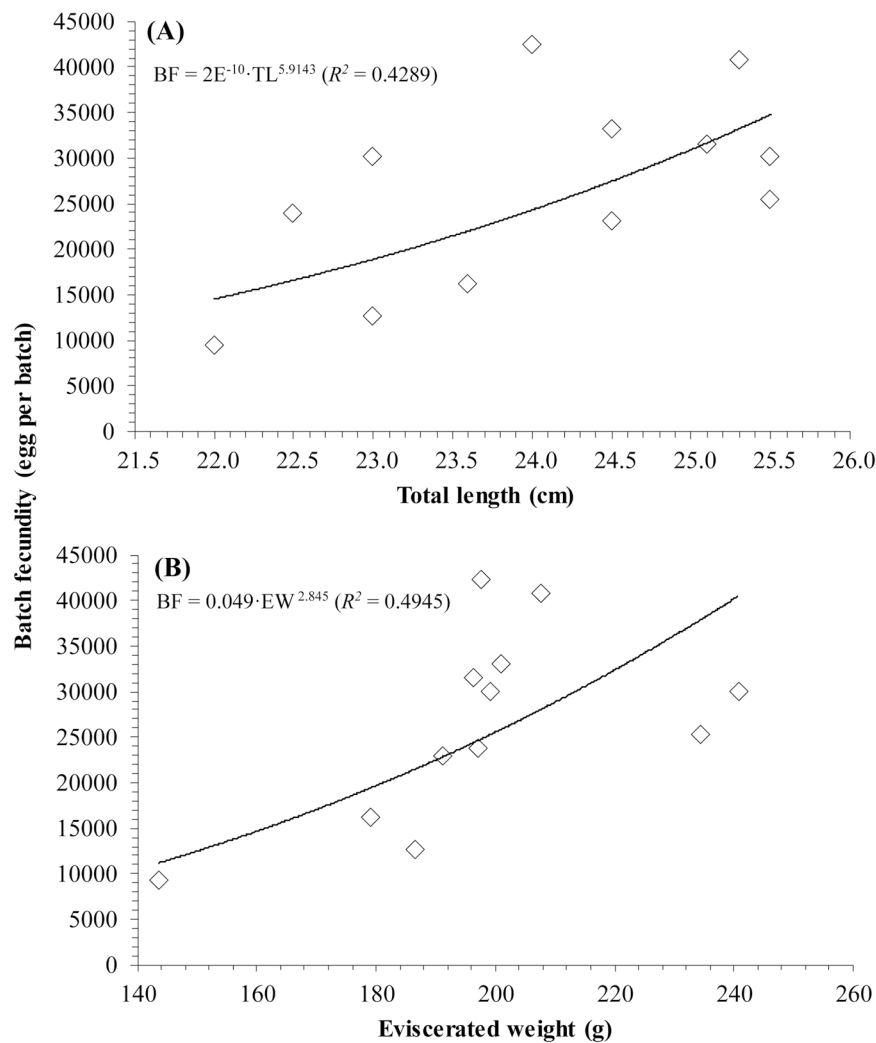 (A)
BF = 2E-10·TL5.9143 (R2 = 0.4289)
45000
40000
35000
30000
25000
20000
15000
10000
5000
0
21.5 22.0 22.5 23.0 23.5 24.0 24.5 25.0 25.5 26.0
Total length (cm)
Batch fecundity (egg per batch)
(B)
BF = 0.049·EW2.845 (R2 = 0.4945)
45000
40000
35000
30000
25000
20000
15000
10000
5000
0
140 160 180 200 220 240 260
Eviscerated weight (g)